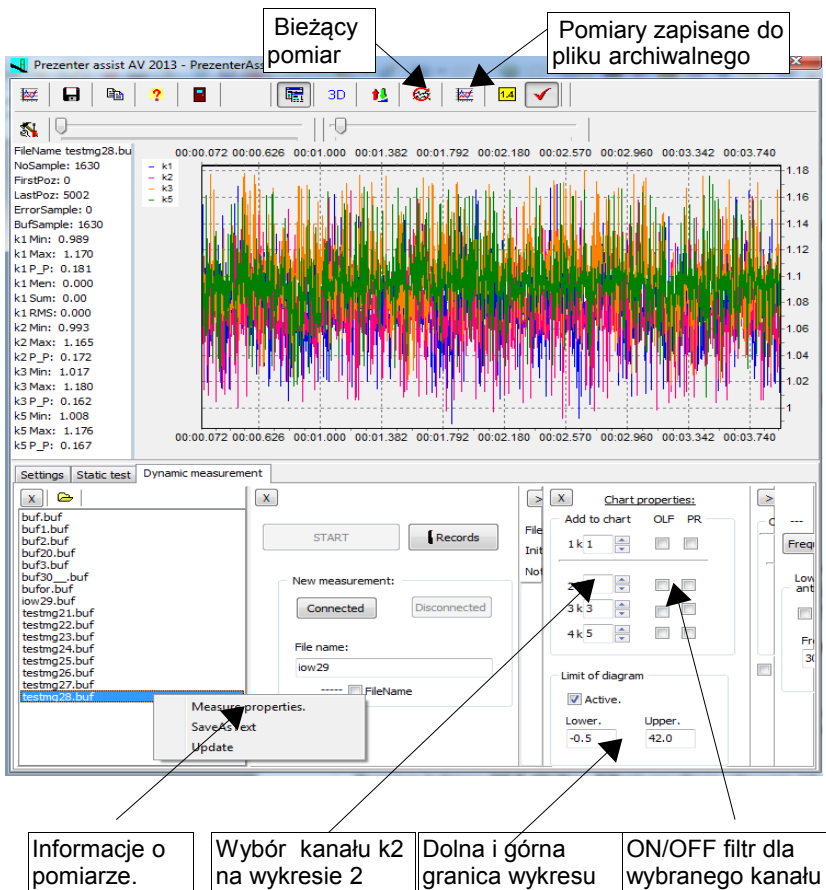 Bieżący
pomiar
Pomiary zapisane do
pliku archiwalnego
Prezenter assist AV 2013 - PrezenterAs
3D
1.4
FileName testmg28.bu
NoSample: 1630
FirstPoz: 0
LastPoz: 5002
ErrorSample: 0
BufSample: 1630
k1 Min: 0.989
k1 Max: 1.170
k1 P_P: 0.181
k1 Men: 0.000
k1 Sum: 0.00
k1 RMS: 0.000
k2 Min: 0.993
k2 Max: 1.165
k2 P_P: 0.172
k3 Min: 1.017
k3 Max: 1.180
k3 P_P: 0.162
k5 Min: 1.008
k5 Max: 1.176
k5 P_P: 0.167
k1
k2
k3
k5
00:00.072 00:00.626 00:01.000 00:01.382 00:01.792 00:02.180 00:02.570 00:02.960 00:03.342 00:03.740
1.18
1.16
1.14
1.12
1.1
1.08
1.06
1.04
1.02
1
00:00.072 00:00.626 00:01.000 00:01.382 00:01.792 00:02.180 00:02.570 00:02.960 00:03.342 00:03.740
Settings Static test Dynamic measurement
X
buf.buf
buf1.buf
buf2.buf
buf20.buf
buf3.buf
buf30__.buf
bufor.buf
iow29.buf
testmg21.buf
testmg22.buf
testmg23.buf
testmg24.buf
testmg25.buf
testmg26.buf
testmg27.buf
testmg28.buf
Measure properties.
SaveAsText
Update
X
START Records
New measurement:
Connected Disconnected
File name:
iow29
----- FileName
>
File
Init
Not
X Chart properties:
Add to chart OLF PR
1 k 1
2
3 k 3
4 k 5
Limit of diagram
Active.
Lower. Upper.
-0.5 42.0
>
C
---
Frequ
Low
ant
Fr
30
Informacje o
pomiarze.
Wybór kanału k2
na wykresie 2
Dolna i górna
granica wykresu
ON/OFF filtr dla
wybranego kanału